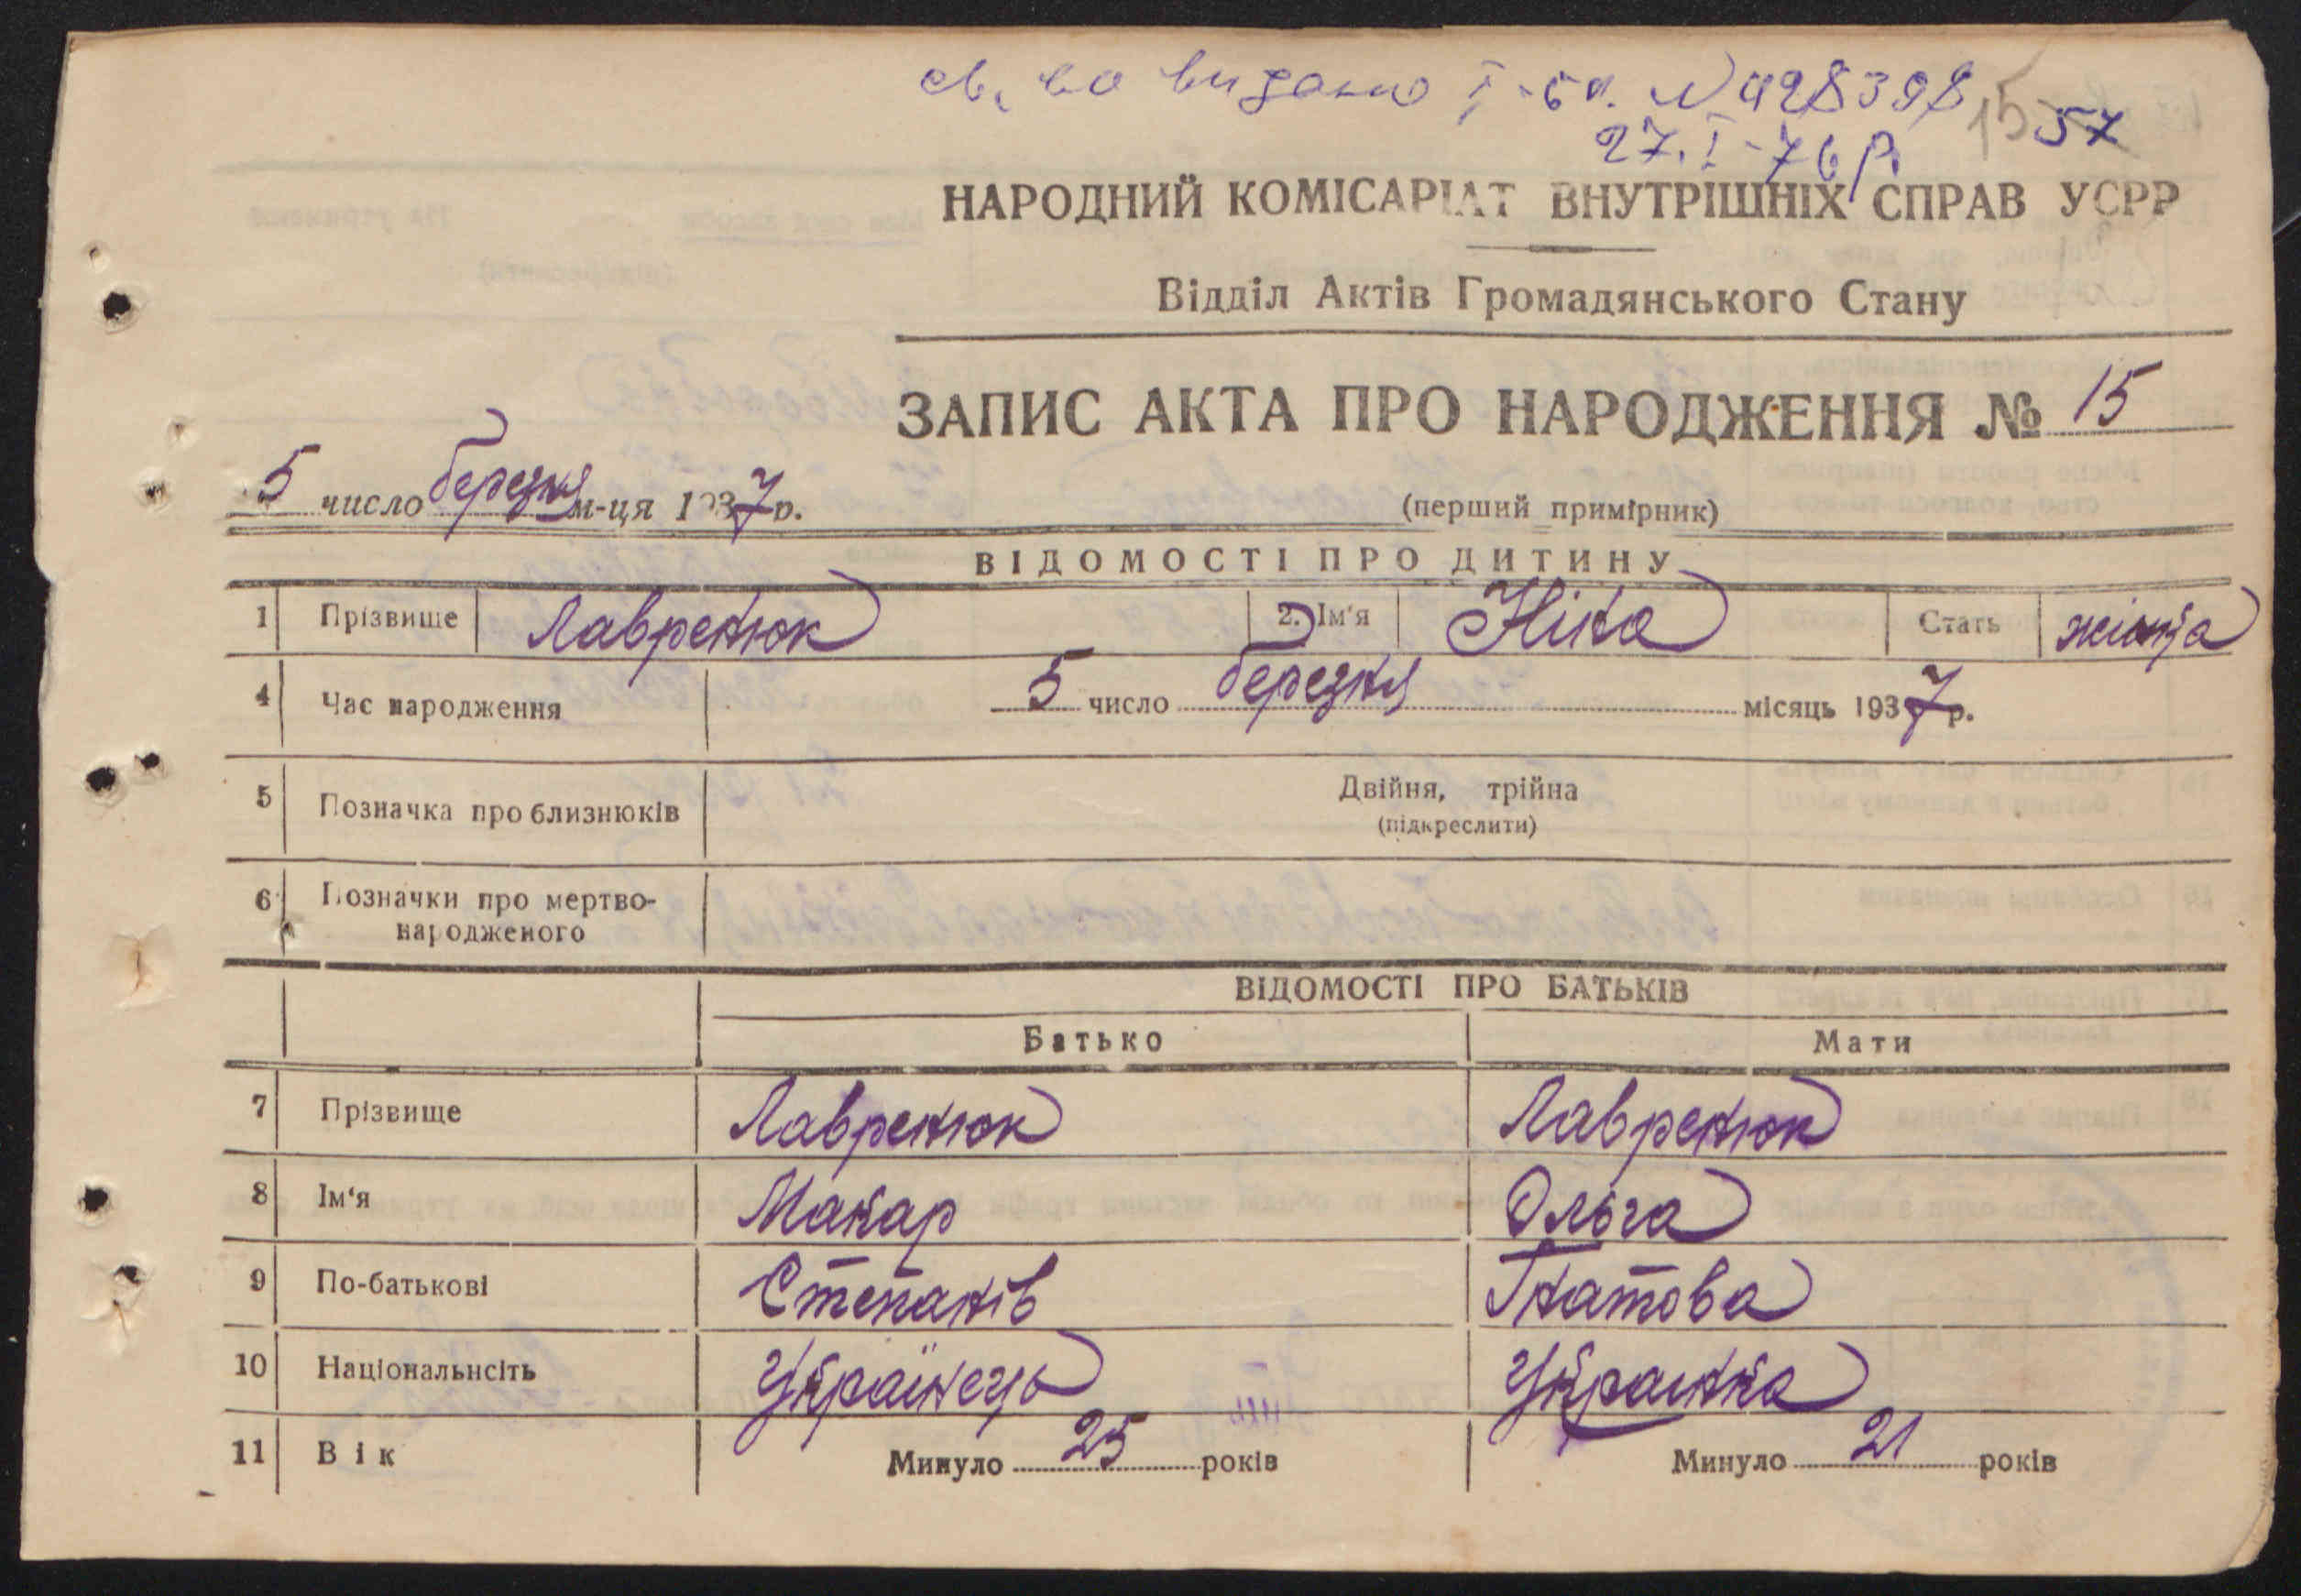 св. во видано І-бл. N 428398
15 57
27.I-76 р.
НАРОДНИЙ КОМІСАРІАТ ВНУТРІШНІХ СПРАВ УСРР
Відділ Актів Громадянського Стану
ЗАПИС АКТА ПРО НАРОДЖЕННЯ № 15
5 число березня м-ця 1937 р.
(перший примірник)
ВІДОМОСТІ ПРО ДИТИНУ
1 Прізвище Лавренюк 2. Ім'я Ніна Стать жіноча
4 Час народження 5 число березня місяць 1937 р.
5 Позначка про близнюків Двійня, трійна
(підкреслити)
6 Позначки про мертво-
народженого
ВІДОМОСТІ ПРО БАТЬКІВ
Батько Мати
7 Прізвище Лавренюк Лавренюк
8 Ім'я Макар Ольга
9 По-батькові Степанів Гнатова
10 Національнсіть Українець Українка
11 Вік Минуло 25 років Минуло 21 років